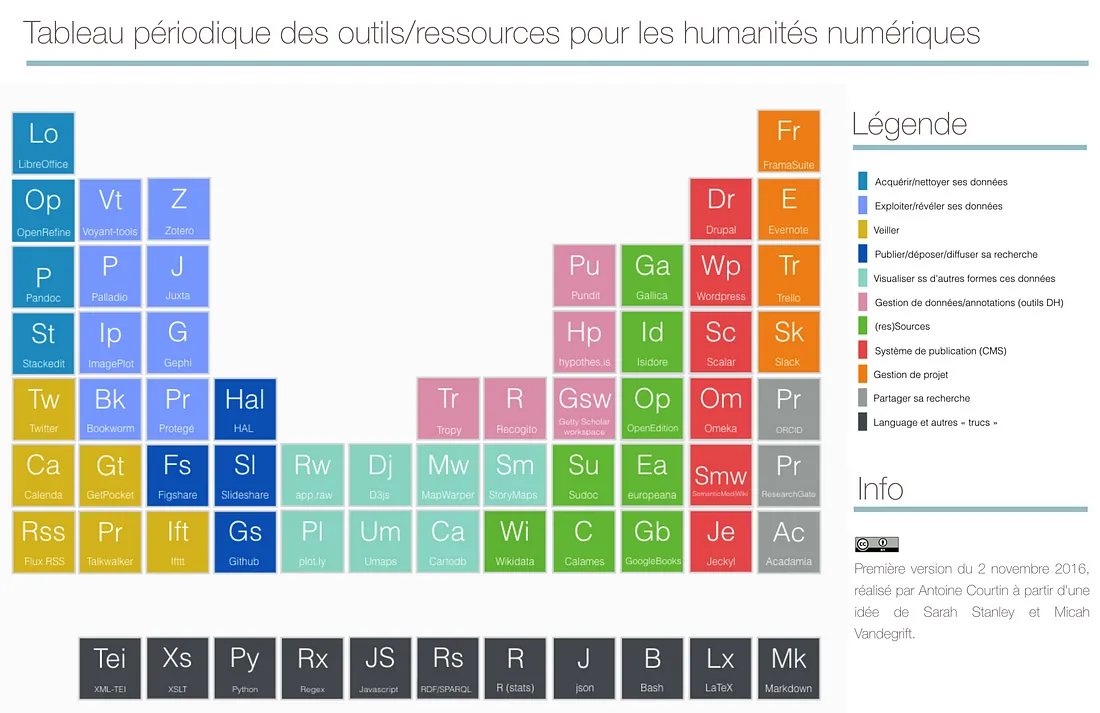 Tableau périodique des outils/ressources pour les humanités numériques
Lo
LibreOffice
Fr
FramaSuite
Op
OpenRefine
Vt
Voyant-tools
Z
Zotero
Dr
Drupal
E
Evernote
P
Pandoc
P
Palladio
J
Juxta
Pu
Pundit
Ga
Gallica
Wp
Wordpress
Tr
Trello
St
Stackedit
Ip
ImagePlot
G
Gephi
Hp
hypothes.is
Id
Isidore
Sc
Scalar
Sk
Slack
Tw
Twitter
Bk
Bookworm
Pr
Protegé
Hal
HAL
Tr
Tropy
R
Recogito
Gsw
Getty Scholar
workspace
Op
OpenEdition
Om
Omeka
Pr
ORCID
Ca
Calenda
Gt
GetPocket
Fs
Figshare
Sl
Slideshare
Rw
app.raw
Dj
D3js
Mw
MapWarper
Sm
StoryMaps
Su
Sudoc
Ea
europeana
Smw
SemanticMediWiki
Pr
ResearchGate
Rss
Flux RSS
Pr
Talkwalker
Ift
Ifttt
Gs
Github
Pl
plot.ly
Um
Umaps
Ca
Cartodb
Wi
Wikidata
C
Calames
Gb
GoogleBooks
Je
Jeckyl
Ac
Acadamia
Tei
XML-TEI
Xs
XSLT
Py
Python
Rx
Regex
JS
Javascript
Rs
RDF/SPARQL
R
R (stats)
J
json
B
Bash
Lx
LaTeX
Mk
Markdown
Légende
Acquérir/nettoyer ses données
Exploiter/révéler ses données
Veiller
Publier/déposer/diffuser sa recherche
Visualiser ss d'autres formes ces données
Gestion de données/annotations (outils DH)
(res)Sources
Système de publication (CMS)
Gestion de projet
Partager sa recherche
Language et autres « trucs »
Info
cc
BY
Première version du 2 novembre 2016,
réalisé par Antoine Courtin à partir d'une
idée de Sarah Stanley et Micah
Vandegrift.